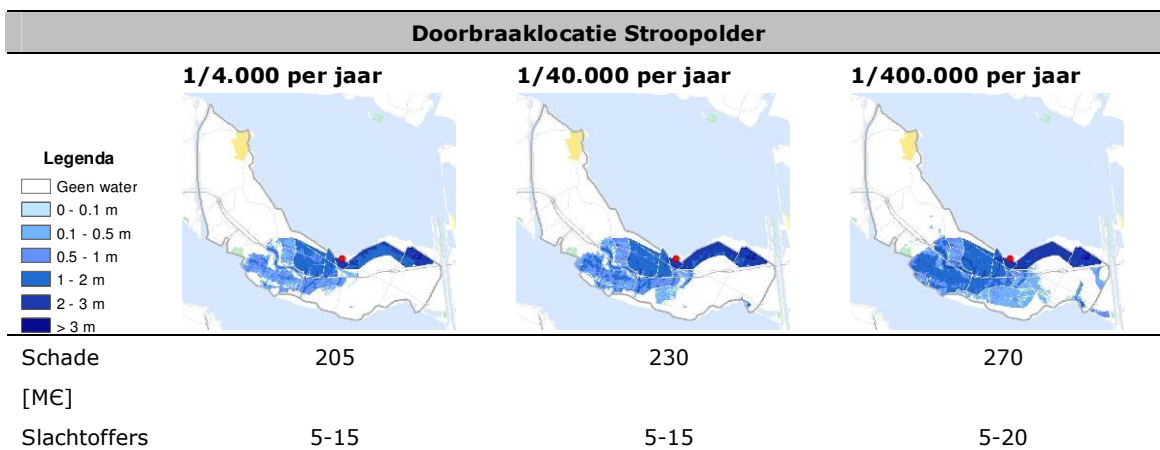 Doorbraaklocatie Stroopolder
1/4.000 per jaar 1/40.000 per jaar 1/400.000 per jaar
Legenda
Geen water
0 - 0.1 m
0.1 - 0.5 m
0.5 - 1 m
1 - 2 m
2 - 3 m
> 3 m
Schade 205 230 270
[M€]
Slachtoffers 5-15 5-15 5-20